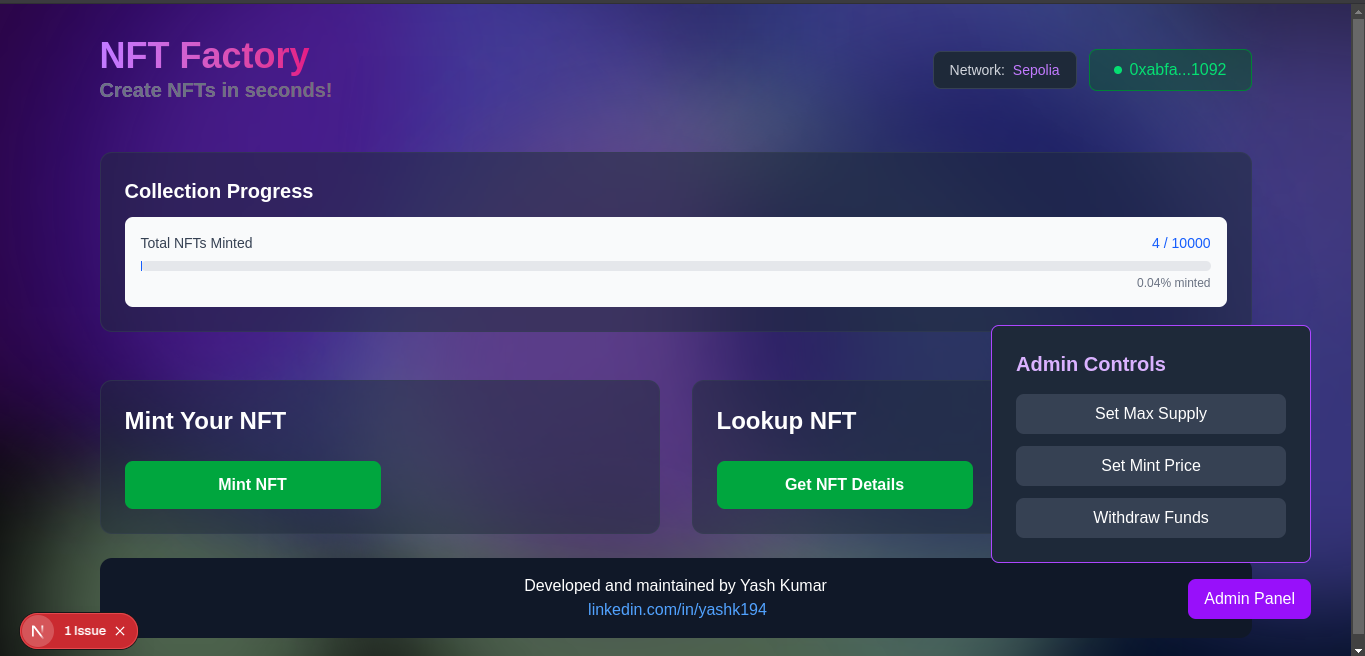 NFT Factory
Create NFTs in seconds!
Network: Sepolia
0xabfa...1092
Collection Progress
Total NFTs Minted
4 / 10000
0.04% minted
Mint Your NFT
Mint NFT
Lookup NFT
Get NFT Details
Admin Controls
Set Max Supply
Set Mint Price
Withdraw Funds
Developed and maintained by Yash Kumar
linkedin.com/in/yashk194
Admin Panel
N
1 Issue